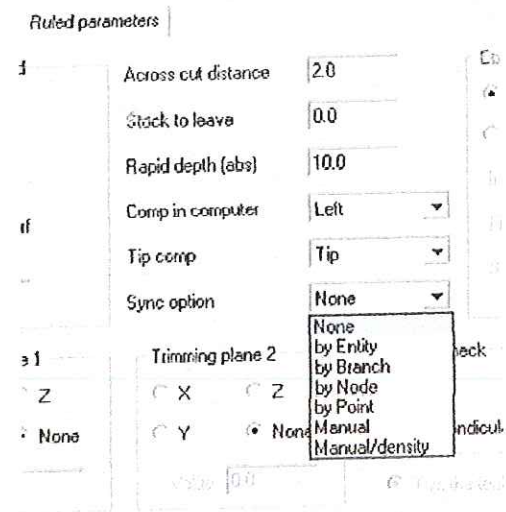 Ruled parameters
Across cut distance 2.0
Stock to leave 0.0
Rapid depth (abs) 10.0
Comp in computer Left
Tip comp Tip
Sync option None
None
by Entity
by Branch
by Node
by Point
Manual
Manual/density
Trimming plane 2
X Z
Z
Y None
None
0.0